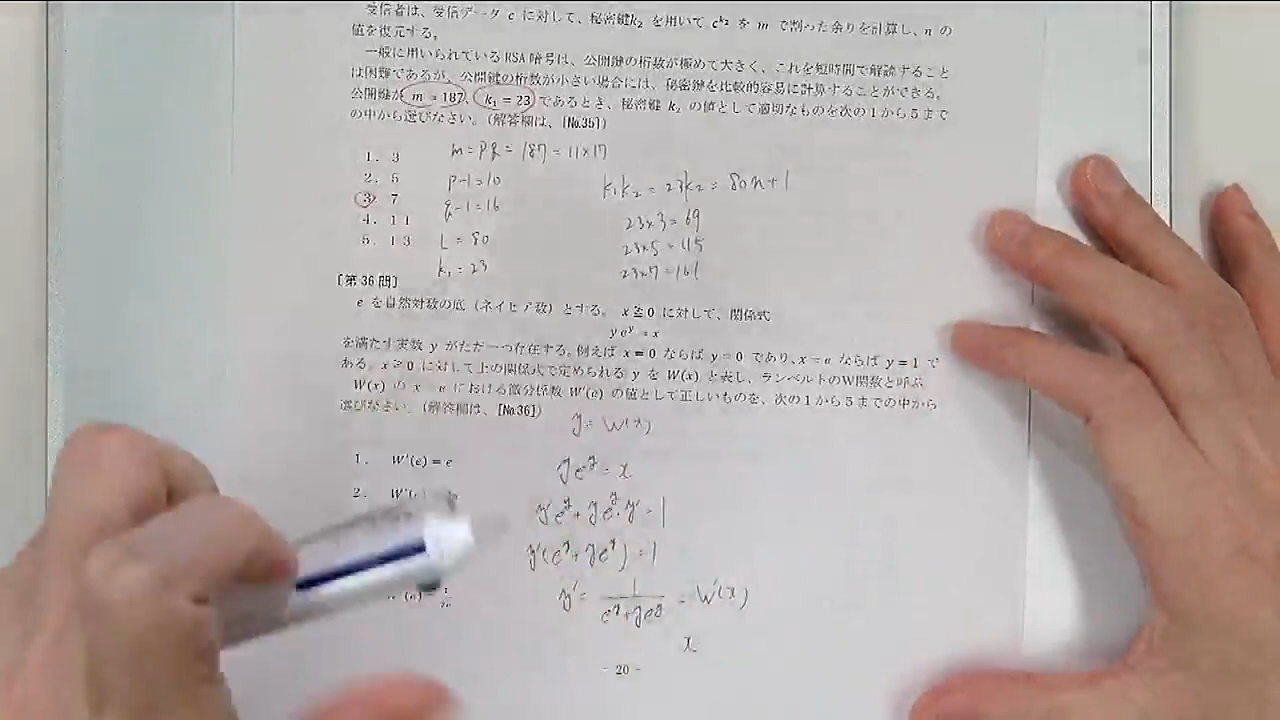 受信者は、受信データ c に対して、秘密鍵k₂ を用いて c^k₂ を m で割った余りを計算し、n の
値を復元する。
一般に用いられている RSA 暗号は、公開鍵の桁数が極めて大きく、これを短時間で解読すること
は困難であるが、公開鍵の桁数が小さい場合には、秘密鍵を比較的容易に計算することができる。
公開鍵が m = 187、k₁ = 23 であるとき、秘密鍵 k₂ の値として適切なものを次の1から5まで
の中から選びなさい。(解答欄は、[No.35])
1. 3
2. 5
3. 7
4. 11
5. 13
m = pq = 187 = 11×17
p-1 = 10
q-1 = 16
L = 80
k₁ = 23
k₁k₂ = 23k₂ = 80n+1
23×3 = 69
23×5 = 115
23×7 = 161
[第36問]
e を自然対数の底(ネイピア数)とする。 x≧0 に対して、関係式
ye^y = x
を満たす実数 y がただ一つ存在する。例えば x=0 ならば y=0 であり、x=e ならば y=1 で
ある。x≧0 に対して上の関係式で定められる y を W(x) と表し、ランベルトのW関数と呼ぶ。
W(x) の x=e における微分係数 W'(e) の値として正しいものを、次の1から5までの中から
選びなさい。(解答欄は、[No.36])
1. W'(e) = e
2. W'(
(e) = 1/2e
y = W(x)
ye^y = x
y'e^y + ye^y・y' = 1
y'(e^y + ye^y) = 1
y' = 1/(e^y+ye^y) = W'(x)
x
- 20 -